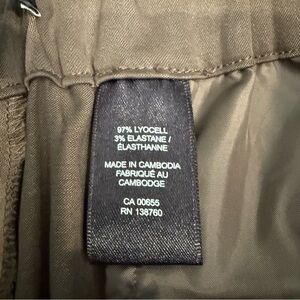 97% LYOCELL
3% ELASTANE /
ÉLASTHANNE
MADE IN CAMBODIA
FABRIQUÉ AU
CAMBODGE
CA 00655
RN 138760